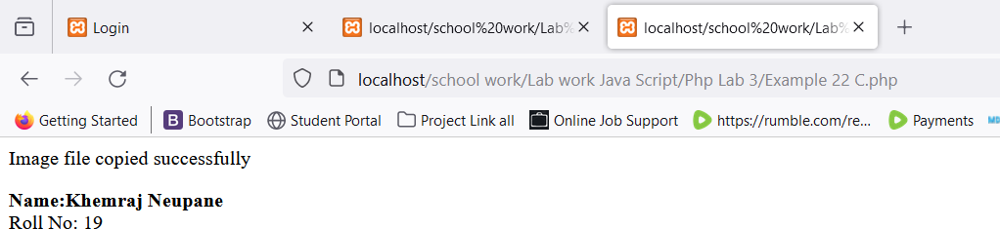 Login
localhost/school%20work/Lab%
localhost/school%20work/Lab%
localhost/school work/Lab work Java Script/Php Lab 3/Example 22 C.php
Getting Started Bootstrap Student Portal Project Link all Online Job Support https://rumble.com/re... Payments MD
Image file copied successfully
Name:Khemraj Neupane
Roll No: 19